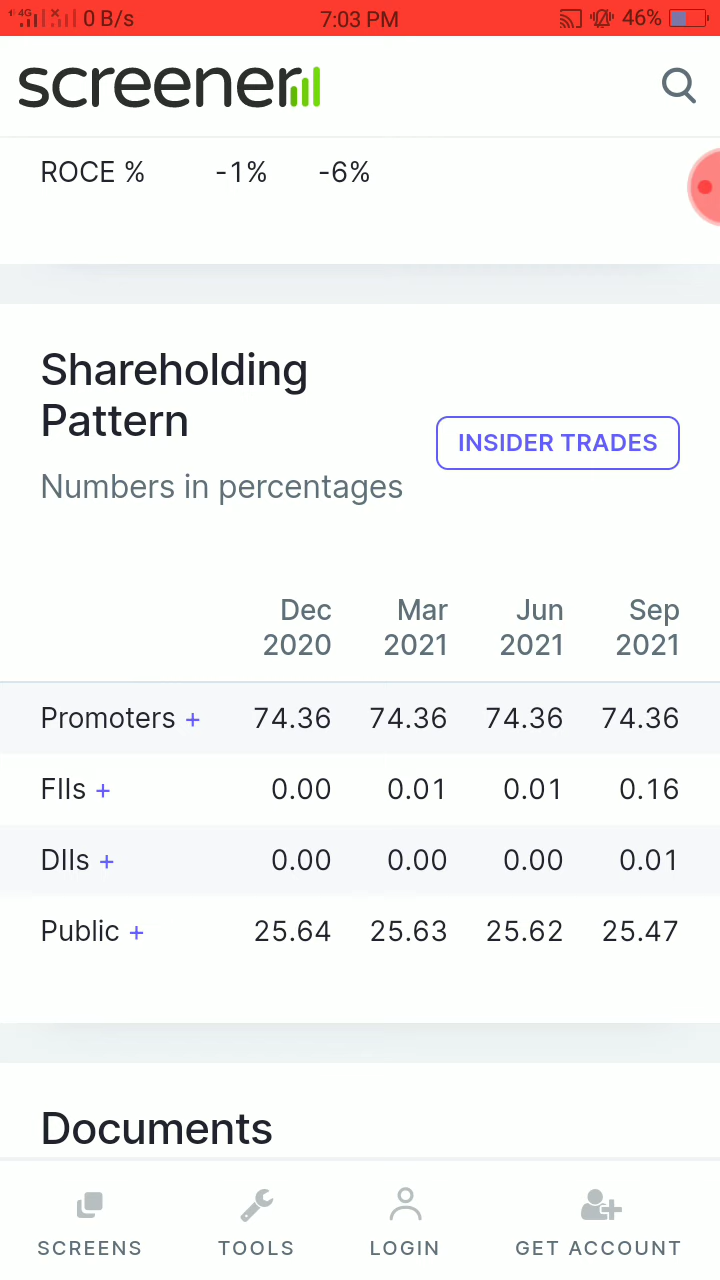 4G 0 B/s 7:03 PM 46%
screener
ROCE % -1% -6%
Shareholding
Pattern
INSIDER TRADES
Numbers in percentages
Dec Mar Jun Sep
2020 2021 2021 2021
Promoters + 74.36 74.36 74.36 74.36
FIIs + 0.00 0.01 0.01 0.16
DIIs + 0.00 0.00 0.00 0.01
Public + 25.64 25.63 25.62 25.47
Documents
SCREENS TOOLS LOGIN GET ACCOUNT